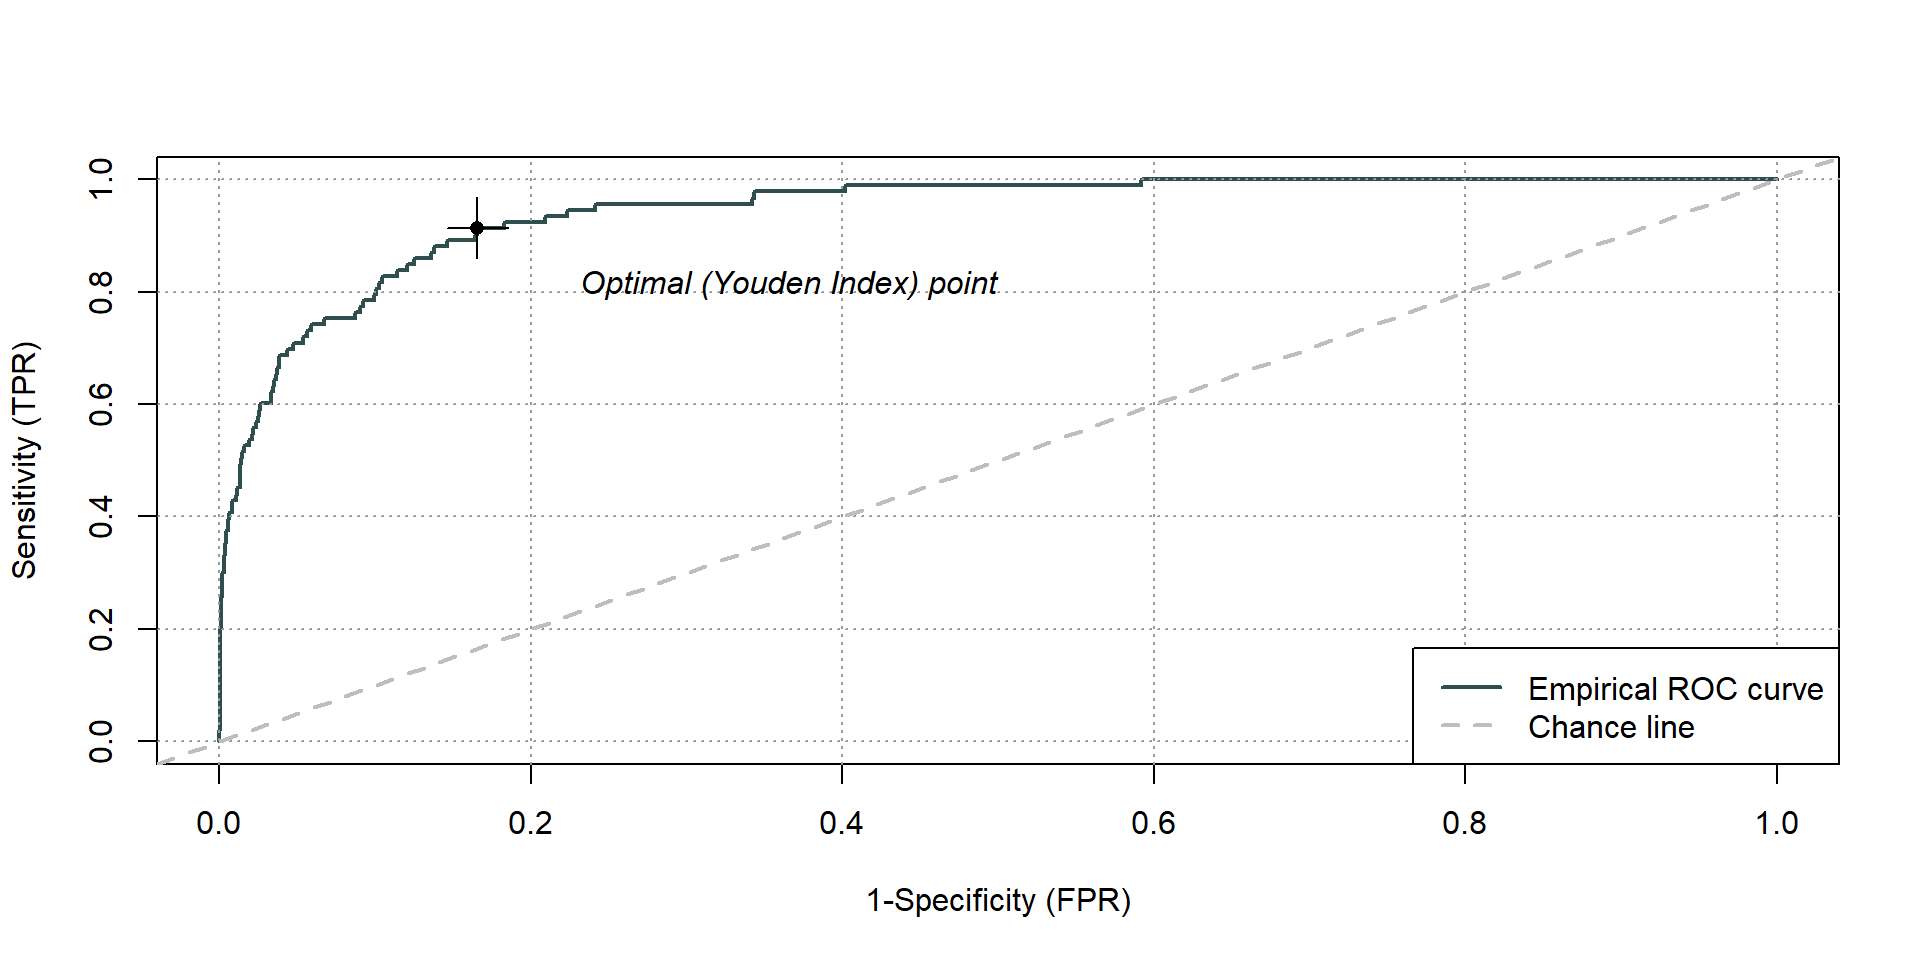 Sensitivity (TPR)
1.0
0.8
0.6
0.4
0.2
0.0
Optimal (Youden Index) point
Empirical ROC curve
Chance line
0.0 0.2 0.4 0.6 0.8 1.0
1-Specificity (FPR)